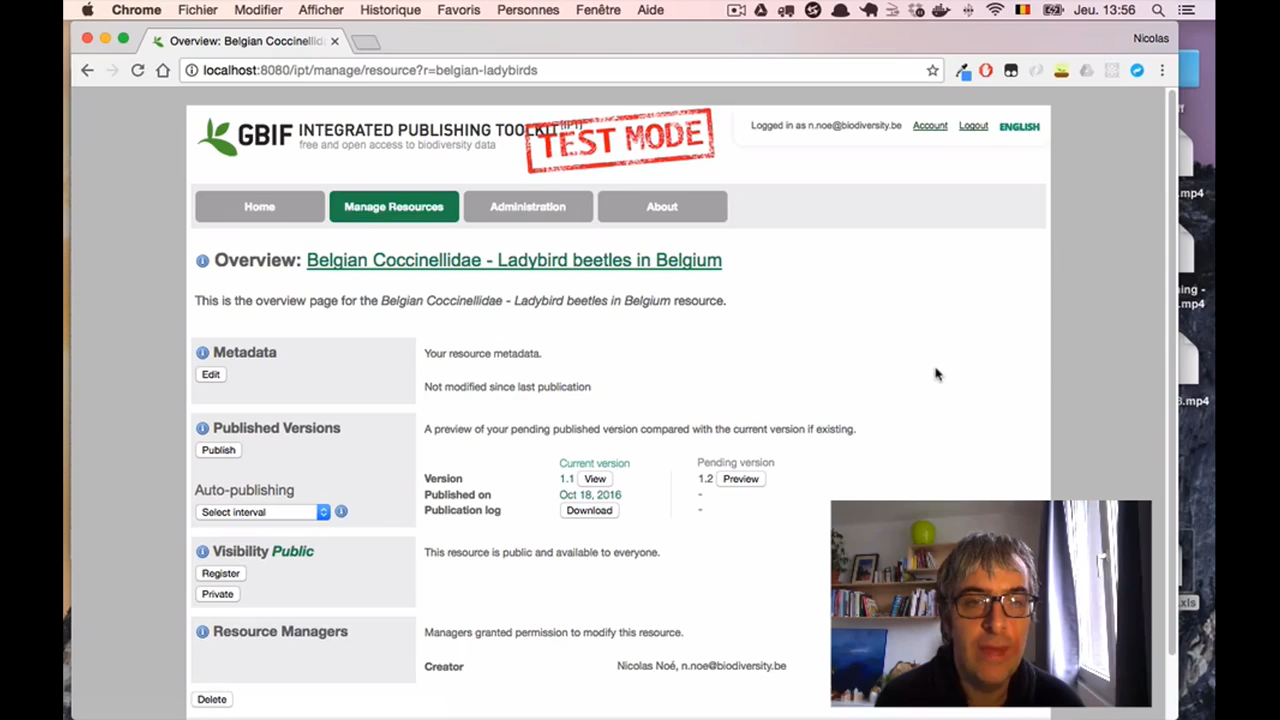 Chrome Fichier Modifier Afficher Historique Favoris Personnes Fenêtre Aide Jeu. 13:56
Overview: Belgian Coccinellid Nicolas
localhost:8080/ipt/manage/resource?r=belgian-ladybirds
GBIF INTEGRATED PUBLISHING TOOLKIT (IPT)
free and open access to biodiversity data
TEST MODE
Logged in as n.noe@biodiversity.be Account Logout ENGLISH
Home Manage Resources Administration About
Overview: Belgian Coccinellidae - Ladybird beetles in Belgium
This is the overview page for the Belgian Coccinellidae - Ladybird beetles in Belgium resource.
Metadata Your resource metadata.
Edit
Not modified since last publication
Published Versions A preview of your pending published version compared with the current version if existing.
Publish
Current version Pending version
Version 1.1 View 1.2 Preview
Auto-publishing Published on Oct 18, 2016 -
Select interval Publication log Download -
Visibility Public This resource is public and available to everyone.
Register
Private
Resource Managers Managers granted permission to modify this resource.
Creator Nicolas Noé, n.noe@biodiversity.be
Delete
.mp4
.mp4
.mp4
.xls